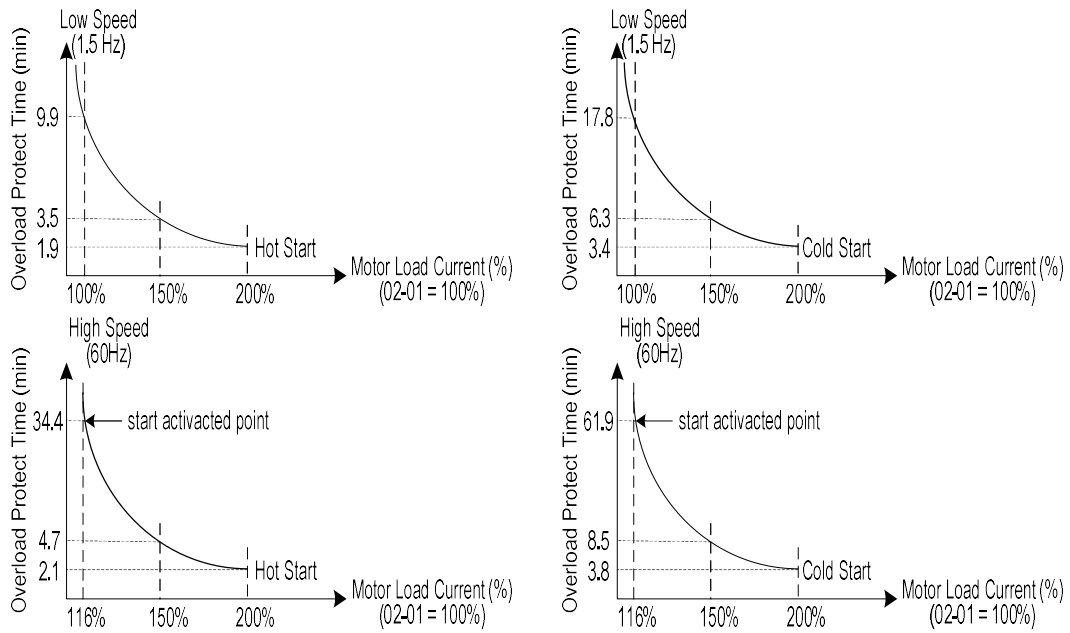 Low Speed
(1.5 Hz)
Overload Protect Time (min)
9.9
3.5
1.9
Hot Start
100%
150%
200%
Motor Load Current (%)
(02-01 = 100%)
Low Speed
(1.5 Hz)
Overload Protect Time (min)
17.8
6.3
3.4
Cold Start
100%
150%
200%
Motor Load Current (%)
(02-01 = 100%)
High Speed
(60Hz)
Overload Protect Time (min)
34.4
start activacted point
4.7
2.1
Hot Start
116%
150%
200%
Motor Load Current (%)
(02-01 = 100%)
High Speed
(60Hz)
Overload Protect Time (min)
61.9
start activacted point
8.5
3.8
Cold Start
116%
150%
200%
Motor Load Current (%)
(02-01 = 100%)